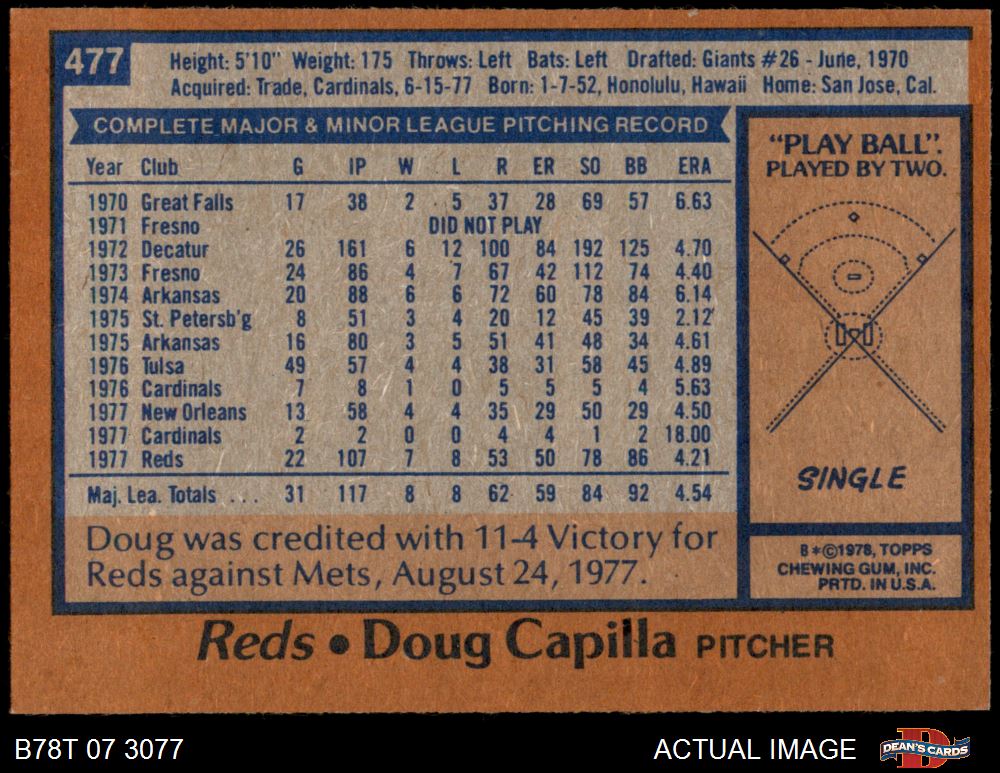 477
Height: 5'10" Weight: 175 Throws: Left Bats: Left Drafted: Giants #26 - June, 1970
Acquired: Trade, Cardinals, 6-15-77 Born: 1-7-52, Honolulu, Hawaii Home: San Jose, Cal.
COMPLETE MAJOR & MINOR LEAGUE PITCHING RECORD
Year Club G IP W L R ER SO BB ERA
1970 Great Falls 17 38 2 5 37 28 69 57 6.63
1971 Fresno DID NOT PLAY
1972 Decatur 26 161 6 12 100 84 192 125 4.70
1973 Fresno 24 86 4 7 67 42 112 74 4.40
1974 Arkansas 20 88 6 6 72 60 78 84 6.14
1975 St. Petersb'g 8 51 3 4 20 12 45 39 2.12
1975 Arkansas 16 80 3 5 51 41 48 34 4.61
1976 Tulsa 49 57 4 4 38 31 58 45 4.89
1976 Cardinals 7 8 1 0 5 5 5 4 5.63
1977 New Orleans 13 58 4 4 35 29 50 29 4.50
1977 Cardinals 2 2 0 0 4 4 1 2 18.00
1977 Reds 22 107 7 8 53 50 78 86 4.21
Maj. Lea. Totals ... 31 117 8 8 62 59 84 92 4.54
Doug was credited with 11-4 Victory for
Reds against Mets, August 24, 1977.
"PLAY BALL".
PLAYED BY TWO.
SINGLE
8*©1978, TOPPS
CHEWING GUM, INC.
PRTD. IN U.S.A.
Reds • Doug Capilla PITCHER
B78T 07 3077
ACTUAL IMAGE
DEAN'S CARDS